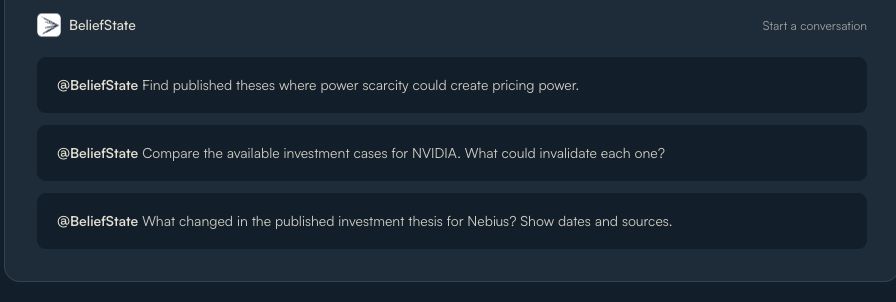 BeliefState
Start a conversation
@BeliefState Find published theses where power scarcity could create pricing power.
@BeliefState Compare the available investment cases for NVIDIA. What could invalidate each one?
@BeliefState What changed in the published investment thesis for Nebius? Show dates and sources.